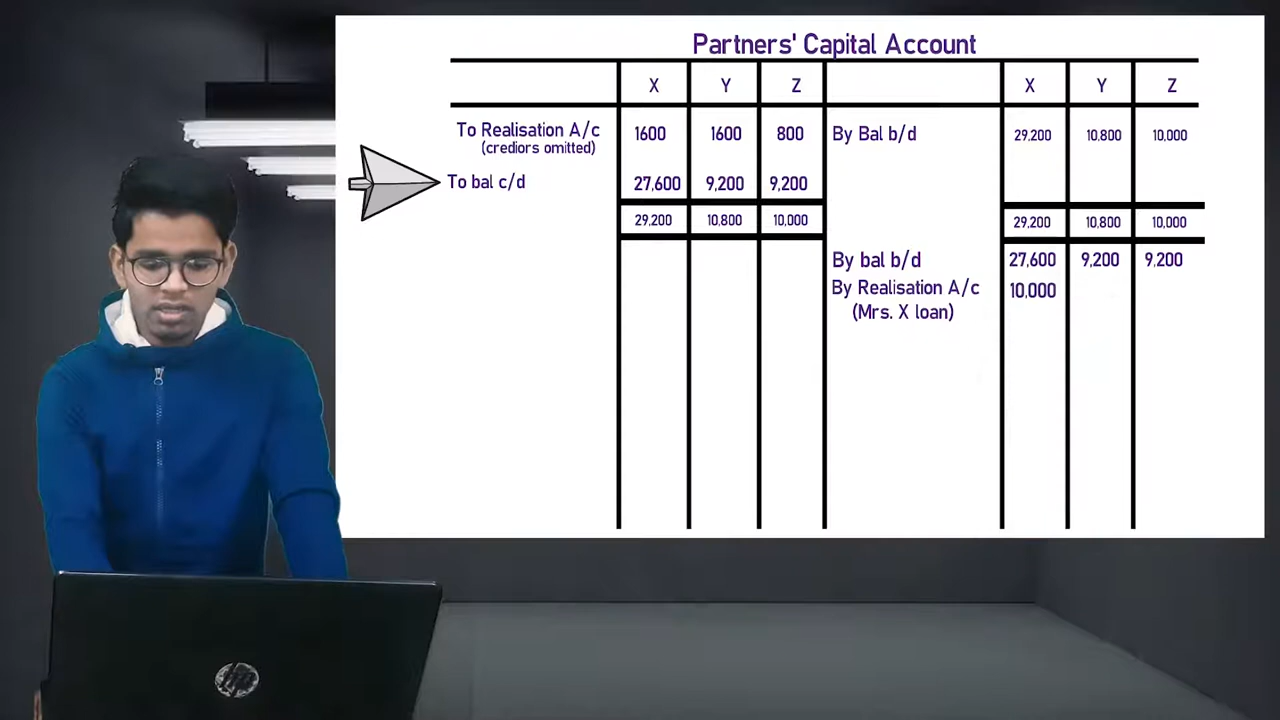 Partners' Capital Account
X Y Z X Y Z
To Realisation A/c 1600 1600 800 By Bal b/d 29,200 10,800 10,000
(crediors omitted)
To bal c/d 27,600 9,200 9,200
29,200 10,800 10,000 29,200 10,800 10,000
By bal b/d 27,600 9,200 9,200
By Realisation A/c 10,000
(Mrs. X loan)
hp